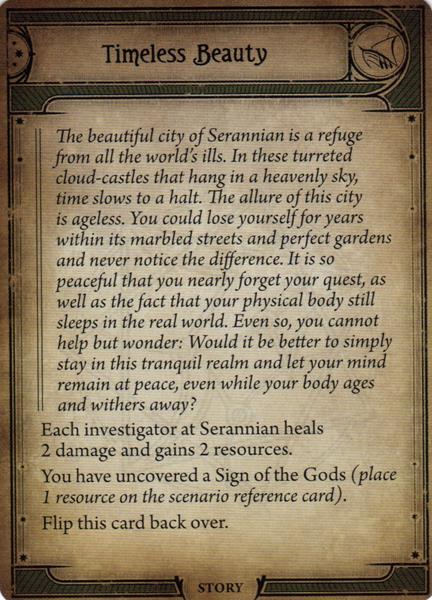 Timeless Beauty
The beautiful city of Serannian is a refuge
from all the world's ills. In these turreted
cloud-castles that hang in a heavenly sky,
time slows to a halt. The allure of this city
is ageless. You could lose yourself for years
within its marbled streets and perfect gardens
and never notice the difference. It is so
peaceful that you nearly forget your quest, as
well as the fact that your physical body still
sleeps in the real world. Even so, you cannot
help but wonder: Would it be better to simply
stay in this tranquil realm and let your mind
remain at peace, even while your body ages
and withers away?
Each investigator at Serannian heals
2 damage and gains 2 resources.
You have uncovered a Sign of the Gods (place
1 resource on the scenario reference card).
Flip this card back over.
STORY